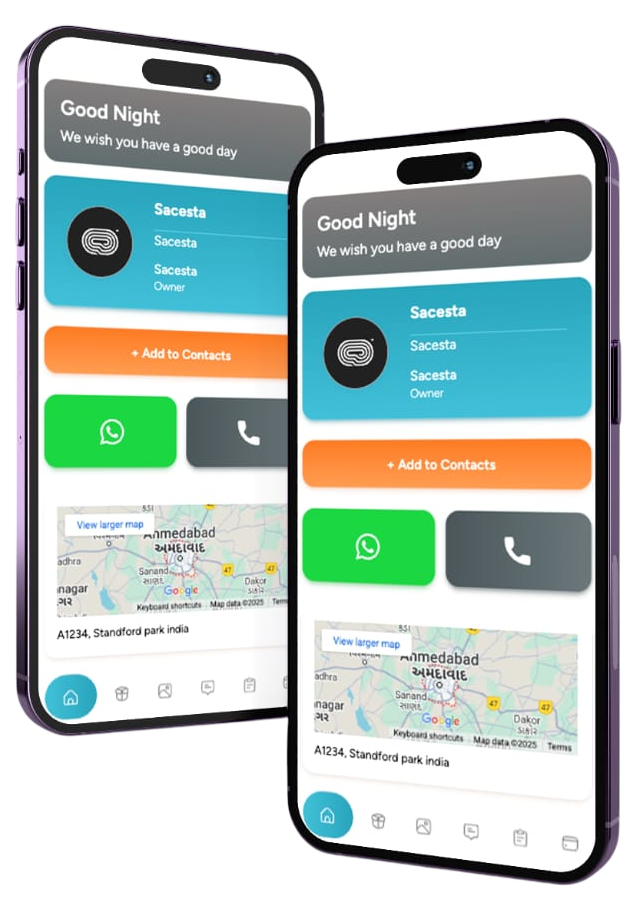 Good Night
We wish you have a good day
Sacesta
Sacesta
Sacesta
Owner
+ Add to Contacts
View larger map
Ahmedabad
અમદાવાદ
Sanand
સાણંદ
47
47
Dakor
ડાકોર
adhra
nagar
ગર
Google
Keyboard shortcuts
Map data ©2025
Terms
A1234, Standford park india
Good Night
We wish you have a good day
Sacesta
Sacesta
Sacesta
Owner
+ Add to Contacts
View larger map
Ahmedabad
અમદાવાદ
adhra
Sanand
47
47
nagar
ગર
Dakor
ડાકોર
Google
Keyboard shortcuts
Map data ©2025
Terms
A1234, Standford park india